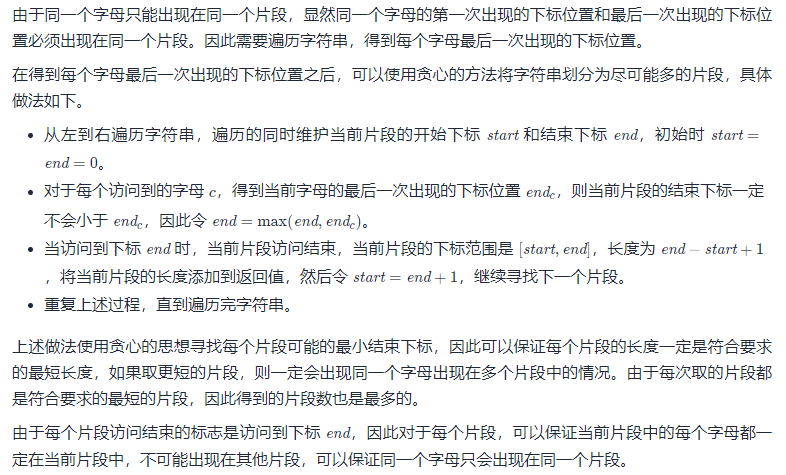 由于同一个字母只能出现在同一个片段，显然同一个字母的第一次出现的下标位置和最后一次出现的下标位
置必须出现在同一个片段。因此需要遍历字符串，得到每个字母最后一次出现的下标位置。
在得到每个字母最后一次出现的下标位置之后，可以使用贪心的方法将字符串划分为尽可能多的片段，具体
做法如下。
• 从左到右遍历字符串，遍历的同时维护当前片段的开始下标 start 和结束下标 end，初始时 start =
end = 0。
• 对于每个访问到的字母 c，得到当前字母的最后一次出现的下标位置 end_c，则当前片段的结束下标一定
不会小于 end_c，因此令 end = max(end, end_c)。
• 当访问到下标 end 时，当前片段访问结束，当前片段的下标范围是 [start, end]，长度为 end − start + 1
，将当前片段的长度添加到返回值，然后令 start = end + 1，继续寻找下一个片段。
• 重复上述过程，直到遍历完字符串。
上述做法使用贪心的思想寻找每个片段可能的最小结束下标，因此可以保证每个片段的长度一定是符合要求
的最短长度，如果取更短的片段，则一定会出现同一个字母出现在多个片段中的情况。由于每次取的片段都
是符合要求的最短的片段，因此得到的片段数也是最多的。
由于每个片段访问结束的标志是访问到下标 end，因此对于每个片段，可以保证当前片段中的每个字母都一
定在当前片段中，不可能出现在其他片段，可以保证同一个字母只会出现在同一个片段。